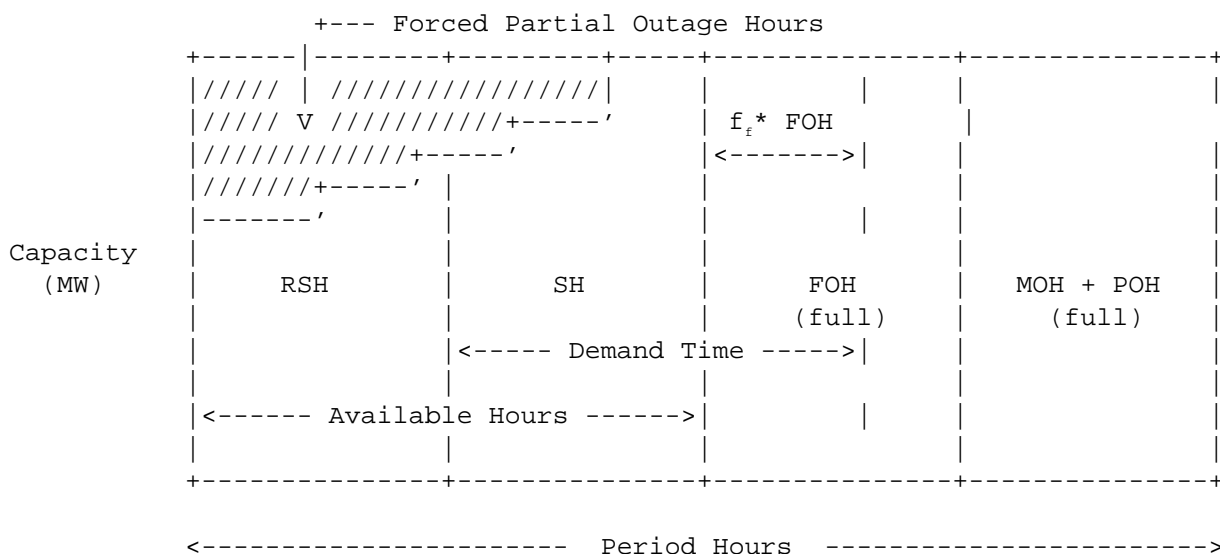 Forced Partial Outage Hours
V
f_f* FOH
Capacity
(MW) RSH SH FOH MOH + POH
(full) (full)
Demand Time
Available Hours
Period Hours